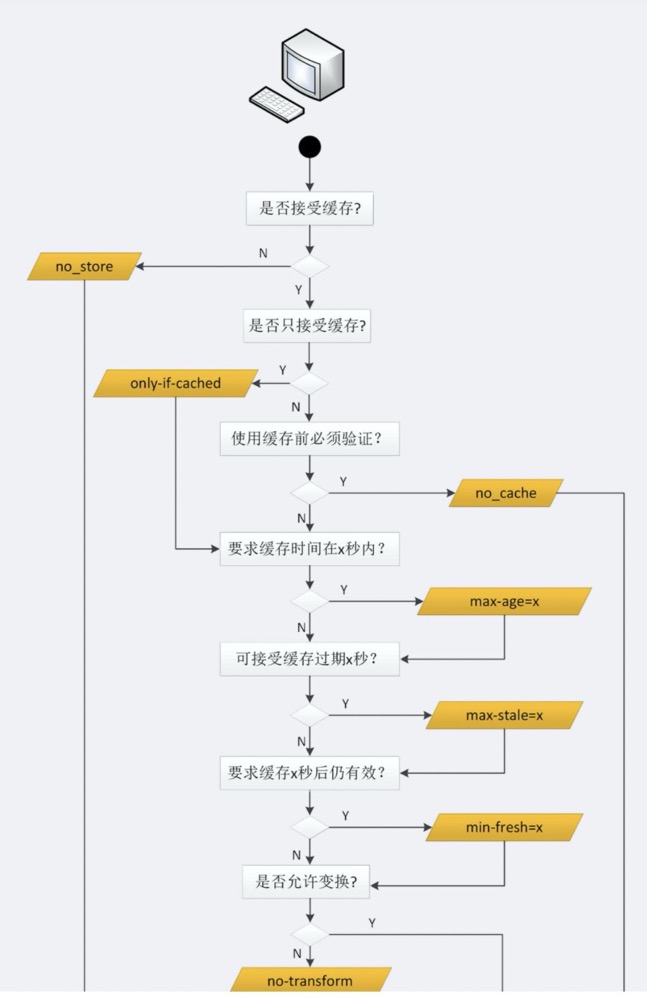 是否接受缓存?
N
no_store
Y
是否只接受缓存?
Y
only-if-cached
N
使用缓存前必须验证?
Y
no_cache
N
要求缓存时间在x秒内?
Y
max-age=x
N
可接受缓存过期x秒?
Y
max-stale=x
N
要求缓存x秒后仍有效?
Y
min-fresh=x
N
是否允许变换?
Y
N
no-transform